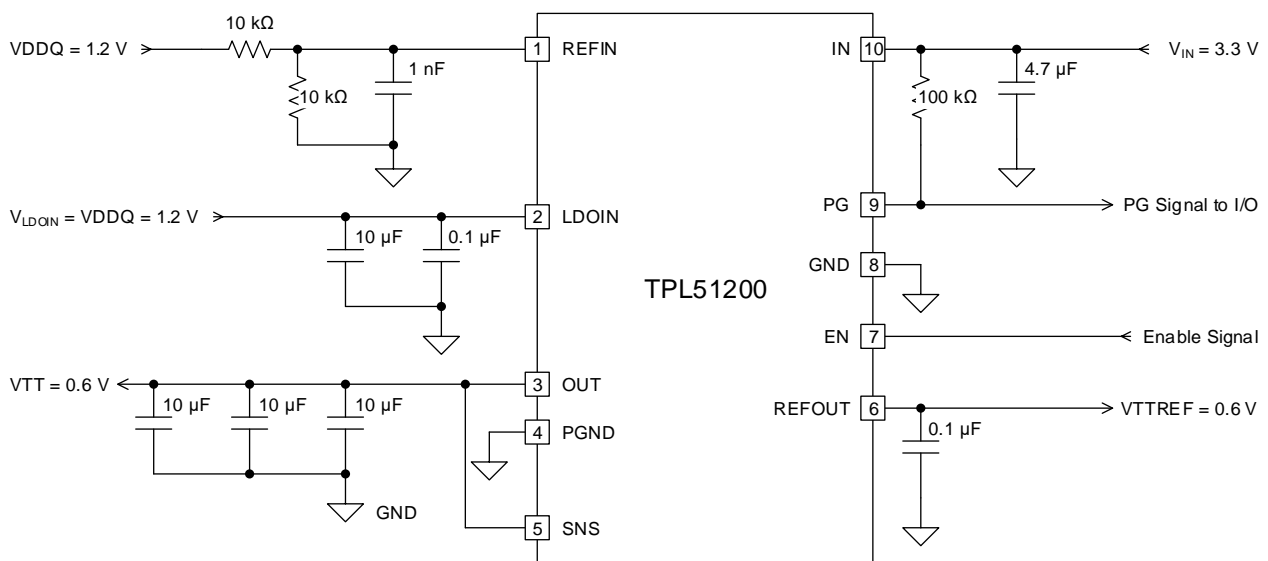 10 kΩ
VDDQ = 1.2 V
1
REFIN
10 kΩ
1 nF
VLDOIN = VDDQ = 1.2 V
2
LDOIN
10 µF
0.1 µF
TPL51200
VTT = 0.6 V
3
OUT
10 µF
10 µF
10 µF
4
PGND
GND
5
SNS
IN
10
VIN = 3.3 V
4.7 µF
100 kΩ
PG
9
PG Signal to I/O
GND
8
EN
7
Enable Signal
REFOUT
6
VTTREF = 0.6 V
0.1 µF